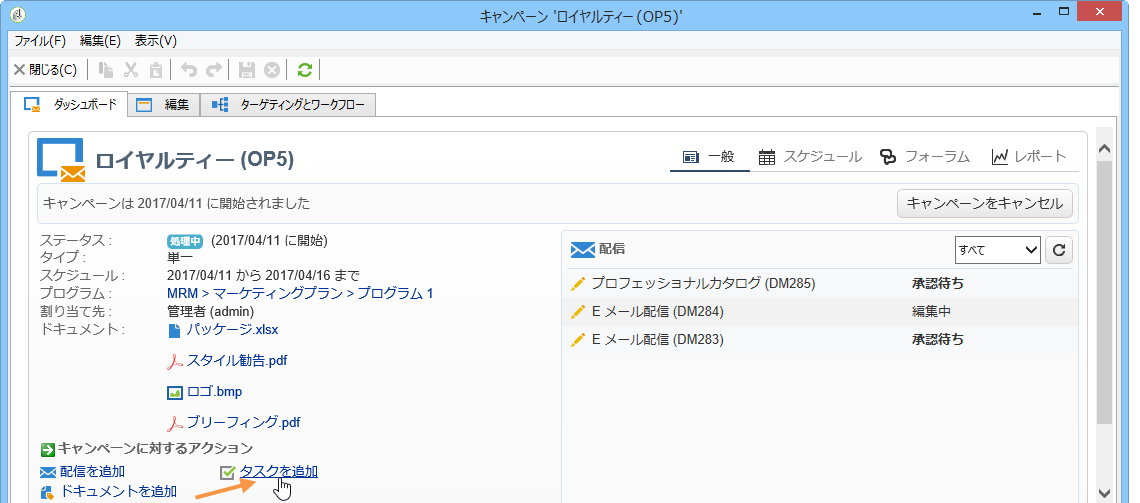 キャンペーン 'ロイヤルティー (OP5)'
ファイル(F) 編集(E) 表示(V)
閉じる(C)
ダッシュボード 編集 ターゲティングとワークフロー
ロイヤルティー (OP5)
一般 スケジュール フォーラム レポート
キャンペーンは 2017/04/11 に開始されました
キャンペーンをキャンセル
ステータス : 処理中 (2017/04/11 に開始)
タイプ : 単一
スケジュール : 2017/04/11 から 2017/04/16 まで
プログラム : MRM > マーケティングプラン > プログラム 1
割り当て先 : 管理者 (admin)
ドキュメント : パッケージ.xlsx
スタイル勧告.pdf
ロゴ.bmp
ブリーフィング.pdf
配信 すべて
プロフェッショナルカタログ (DM285) 承認待ち
E メール配信 (DM284) 編集中
E メール配信 (DM283) 承認待ち
キャンペーンに対するアクション
配信を追加 タスクを追加
ドキュメントを追加